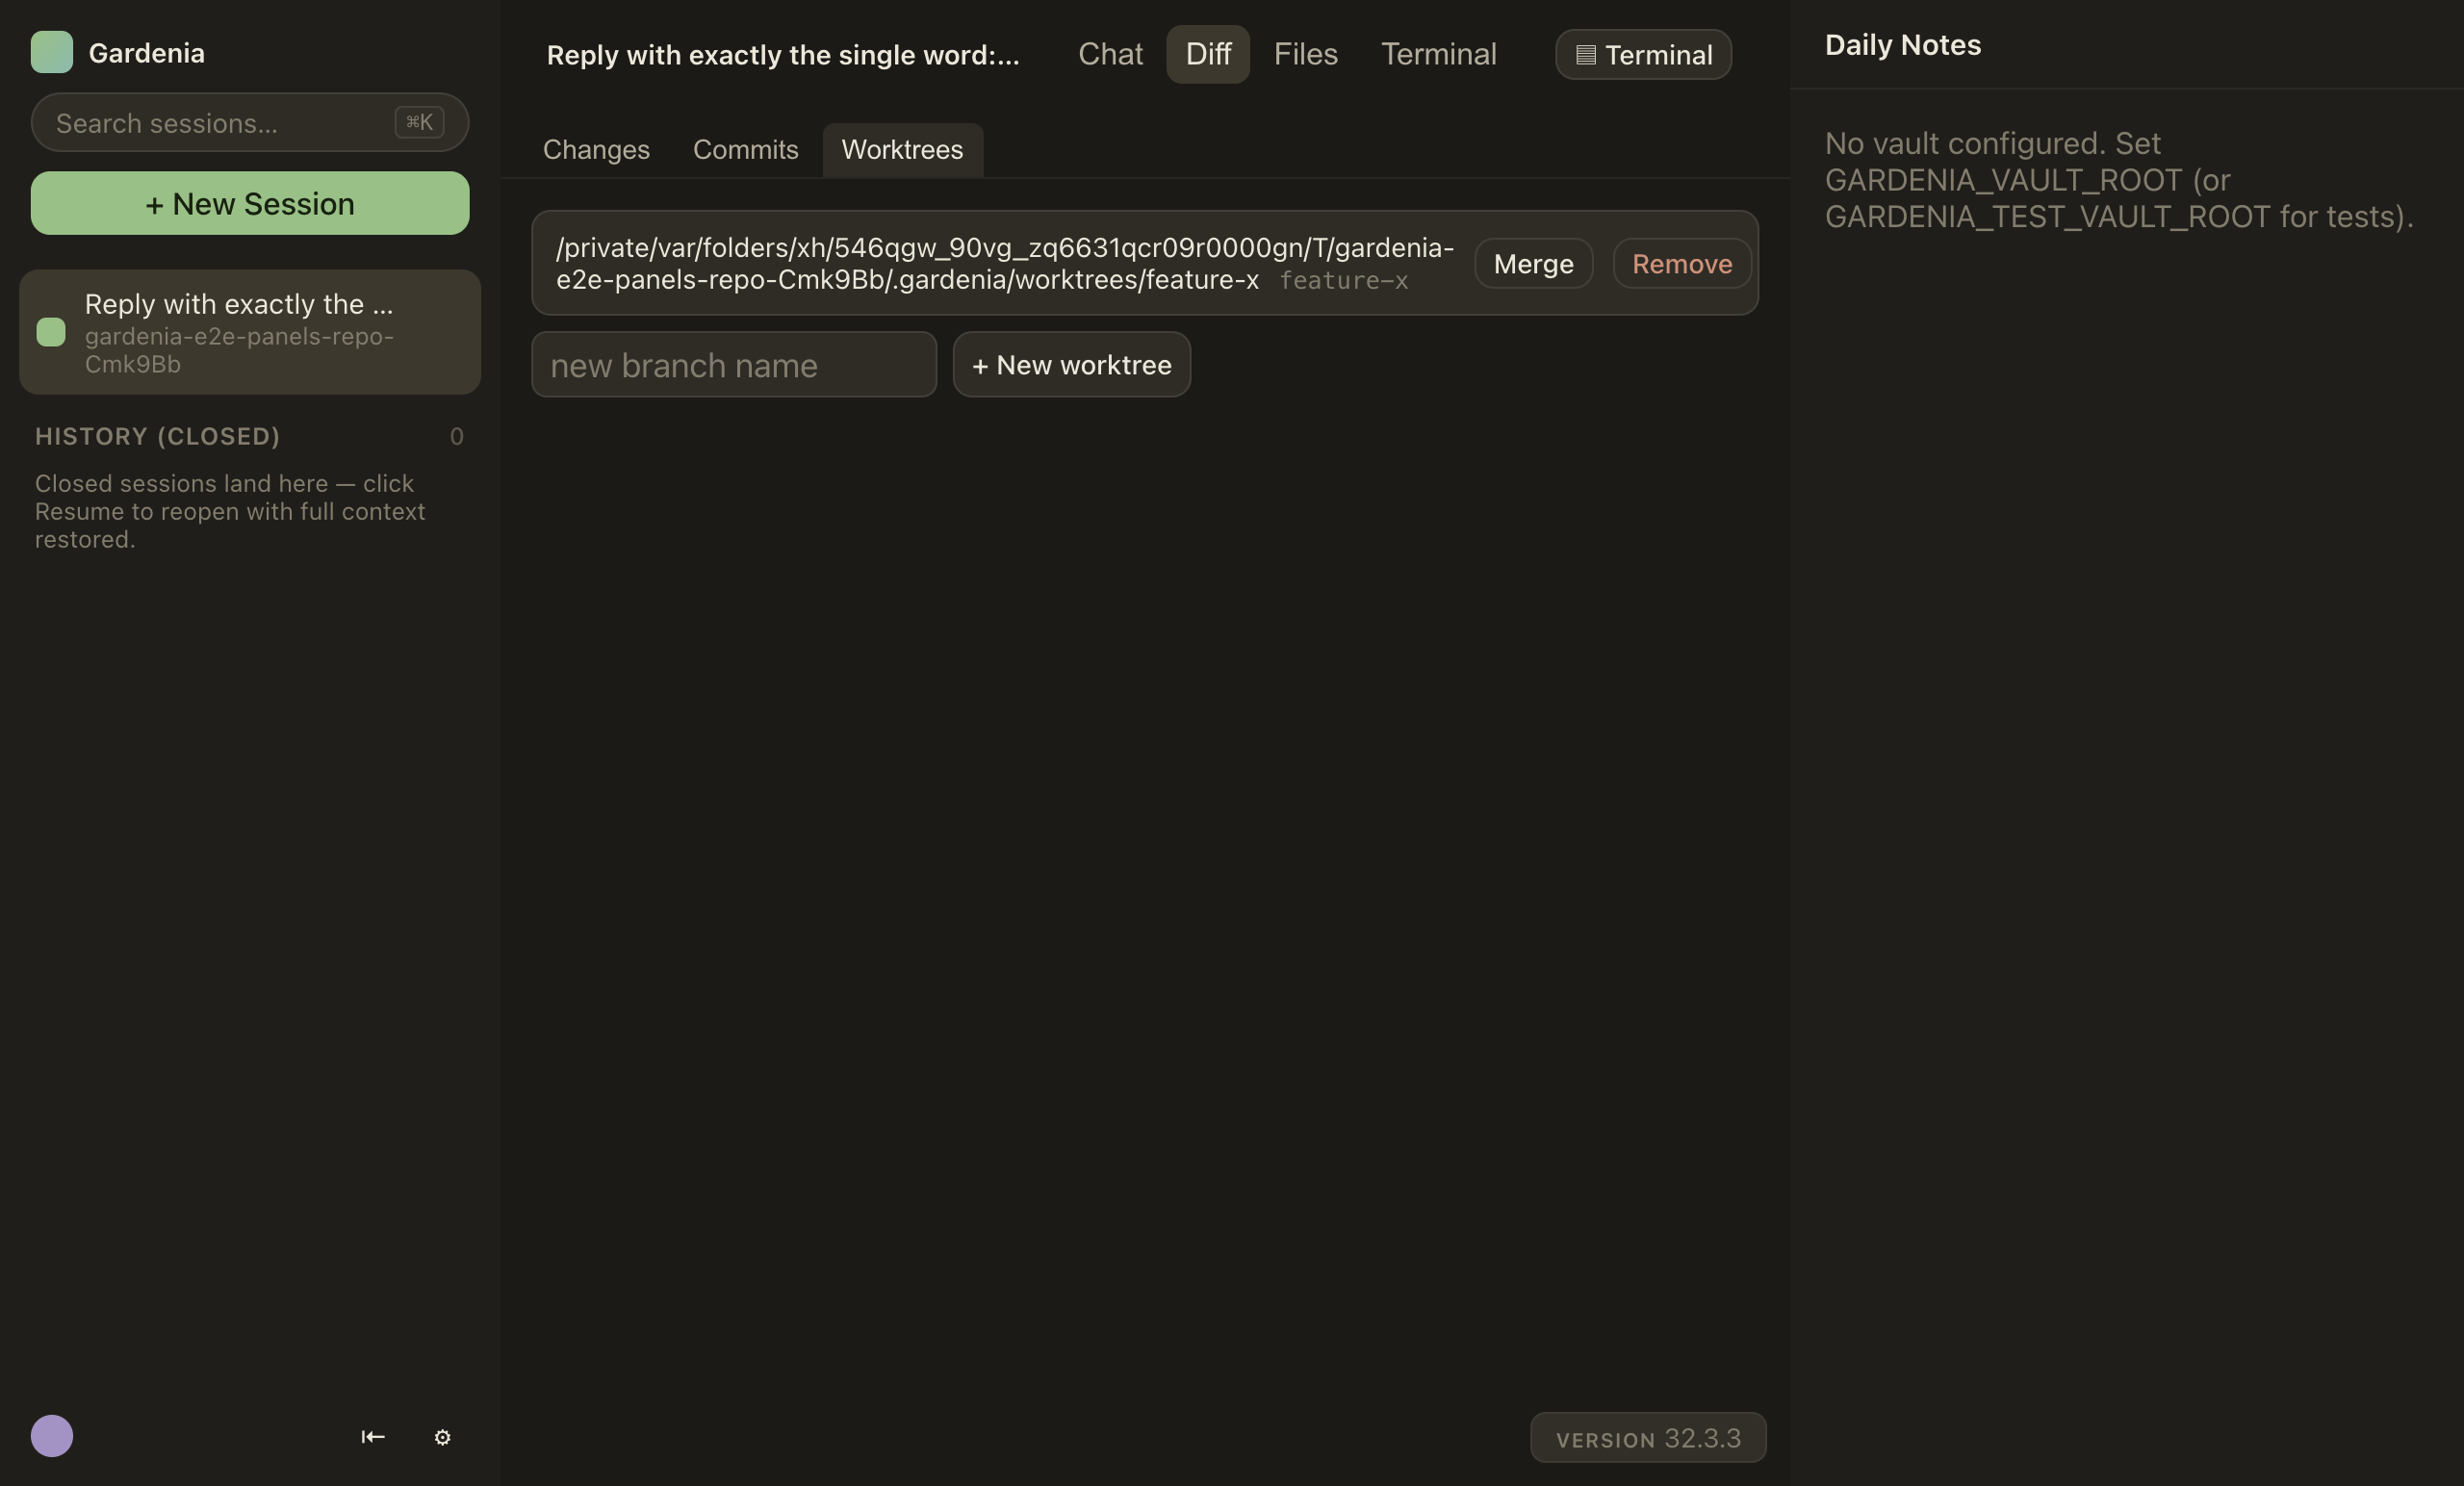 Gardenia
Search sessions... ⌘K
+ New Session
Reply with exactly the ...
gardenia-e2e-panels-repo-
Cmk9Bb
HISTORY (CLOSED) 0
Closed sessions land here — click
Resume to reopen with full context
restored.
Reply with exactly the single word:... Chat Diff Files Terminal Terminal
Changes Commits Worktrees
/private/var/folders/xh/546qgw_90vg_zq6631qcr09r0000gn/T/gardenia-
e2e-panels-repo-Cmk9Bb/.gardenia/worktrees/feature-x feature-x
Merge Remove
new branch name + New worktree
VERSION 32.3.3
Daily Notes
No vault configured. Set
GARDENIA_VAULT_ROOT (or
GARDENIA_TEST_VAULT_ROOT for tests).